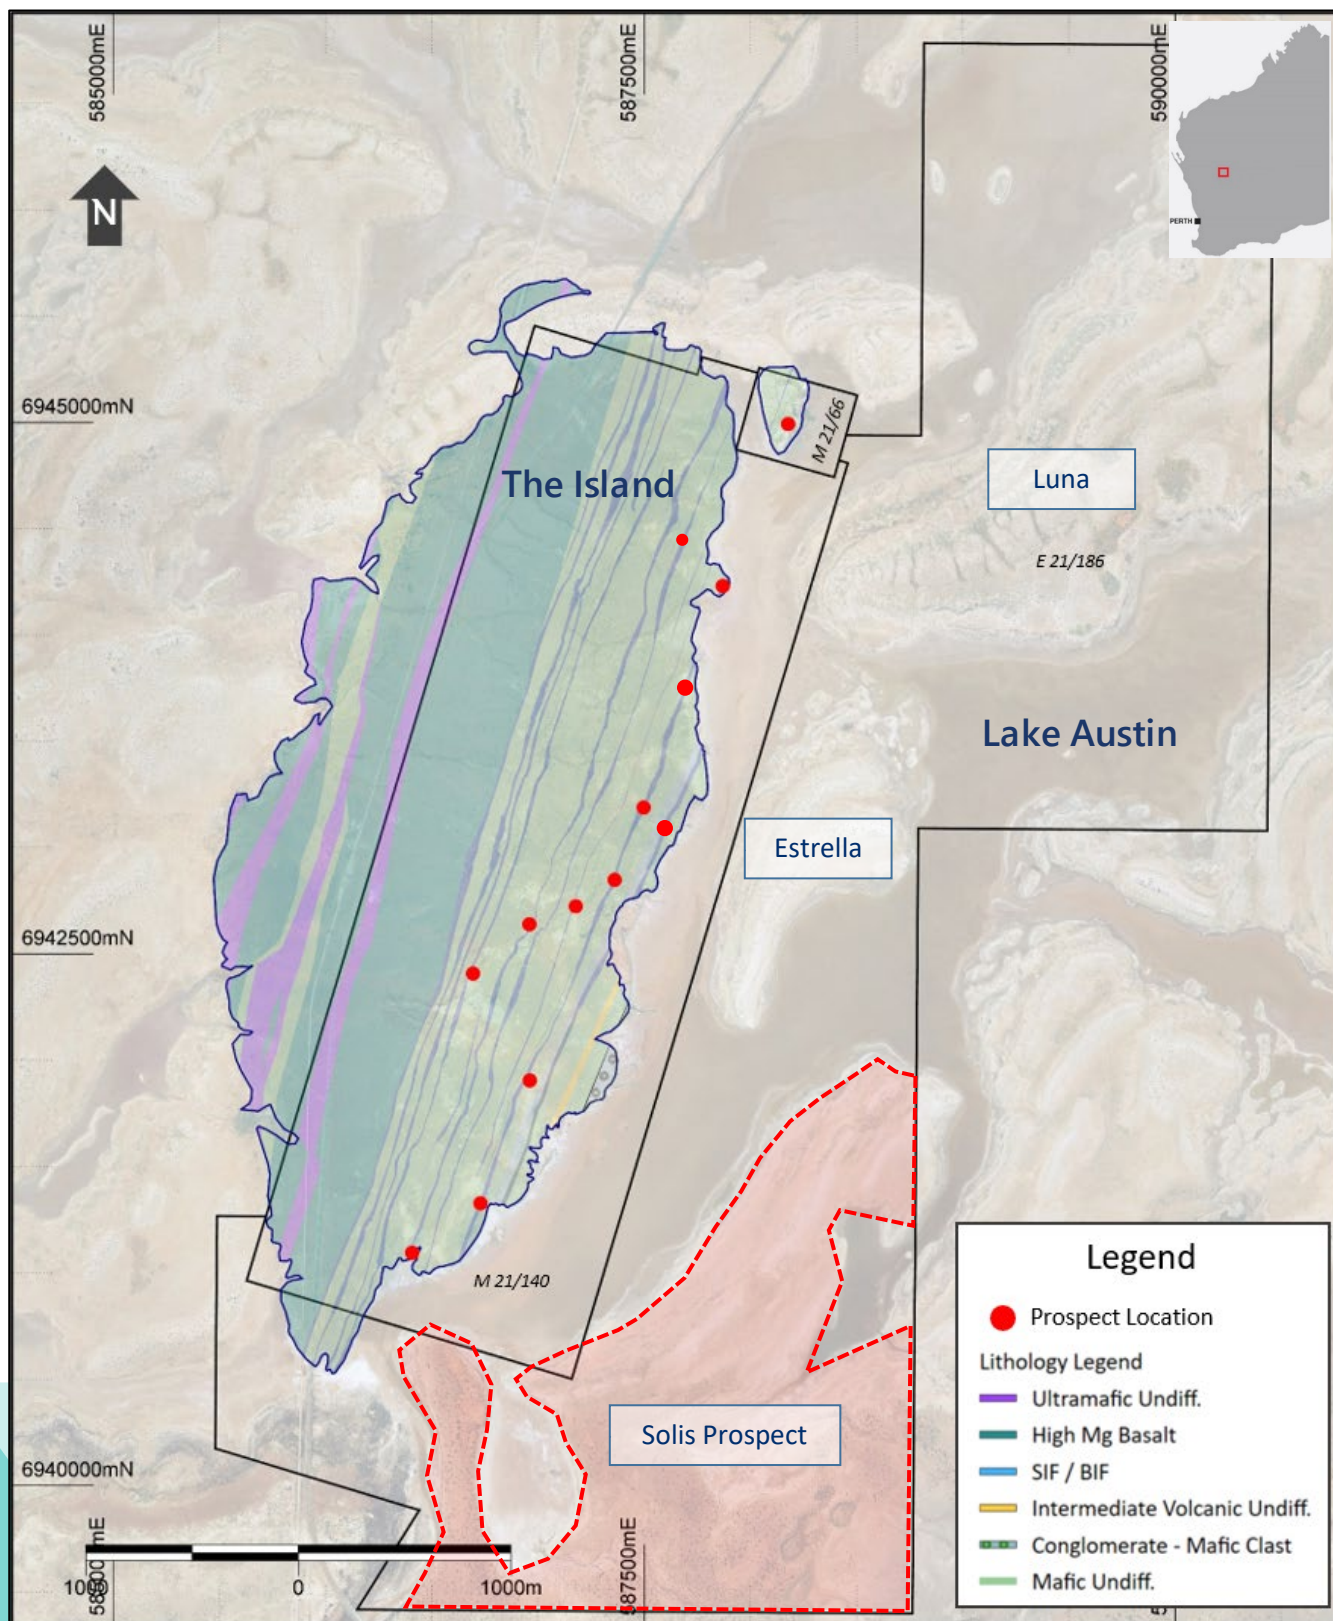 585000mE
587500mE
590000mE
N
PERTH
6945000mN
M 21/66
The Island
Luna
E 21/186
Lake Austin
Estrella
6942500mN
M 21/140
Solis Prospect
6940000mN
587500mE
0
1000m
Legend
Prospect Location
Lithology Legend
Ultramafic Undiff.
High Mg Basalt
SIF / BIF
Intermediate Volcanic Undiff.
Conglomerate - Mafic Clast
Mafic Undiff.